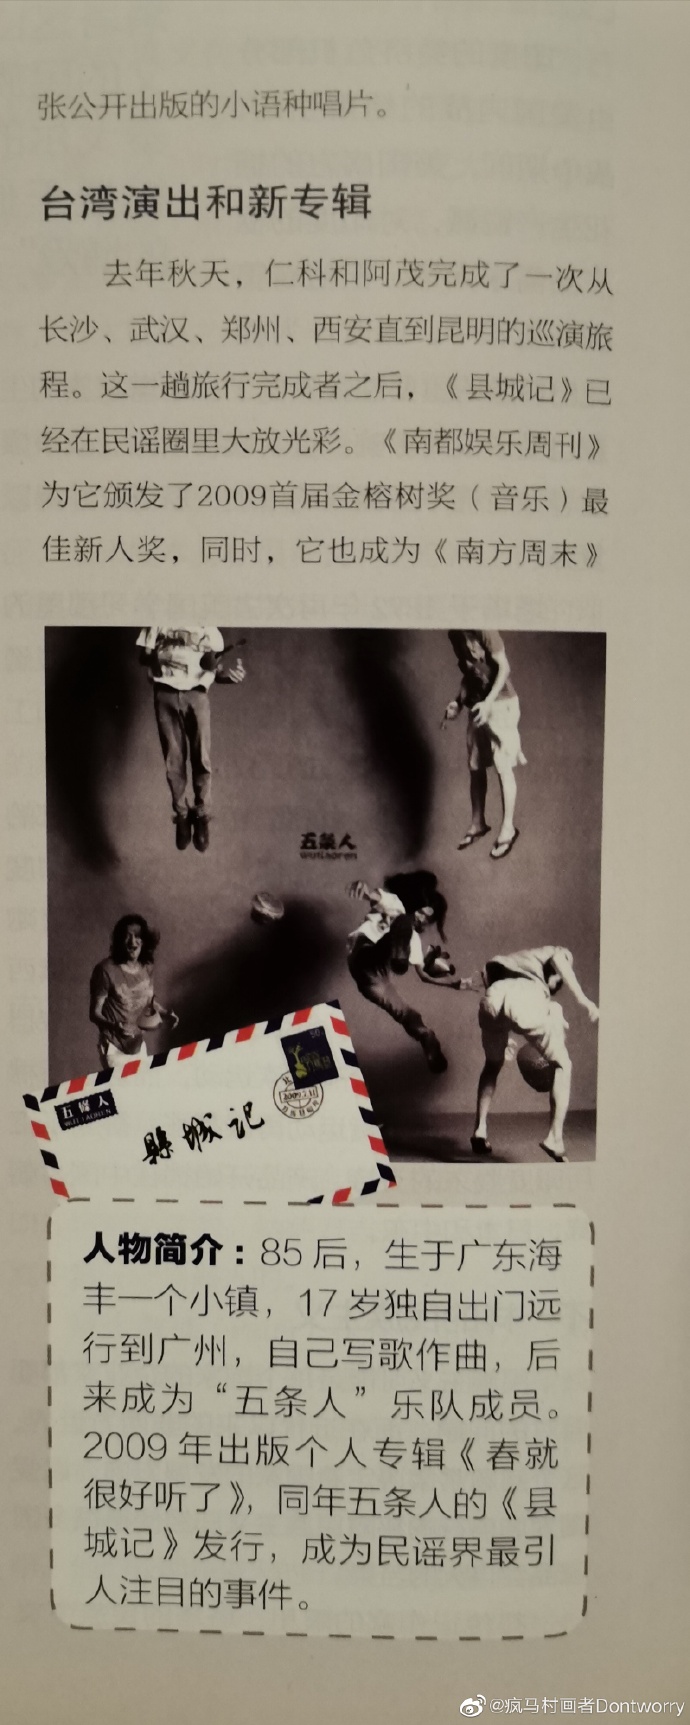 张公开出版的小语种唱片。
台湾演出和新专辑
去年秋天，仁科和阿茂完成了一次从
长沙、武汉、郑州、西安直到昆明的巡演旅
程。这一趟旅行完成者之后，《县城记》已
经在民谣圈里大放光彩。《南都娱乐周刊》
为它颁发了2009首届金榕树奖（音乐）最
佳新人奖，同时，它也成为《南方周末》
五条人
wutiaoren
五條人
WUTIAOREN
縣城记
2009.2.11
人物简介：85后，生于广东海
丰一个小镇，17岁独自出门远
行到广州，自己写歌作曲，后
来成为“五条人”乐队成员。
2009年出版个人专辑《春就
很好听了》，同年五条人的《县
城记》发行，成为民谣界最引
人注目的事件。
@疯马村画者Dontworry